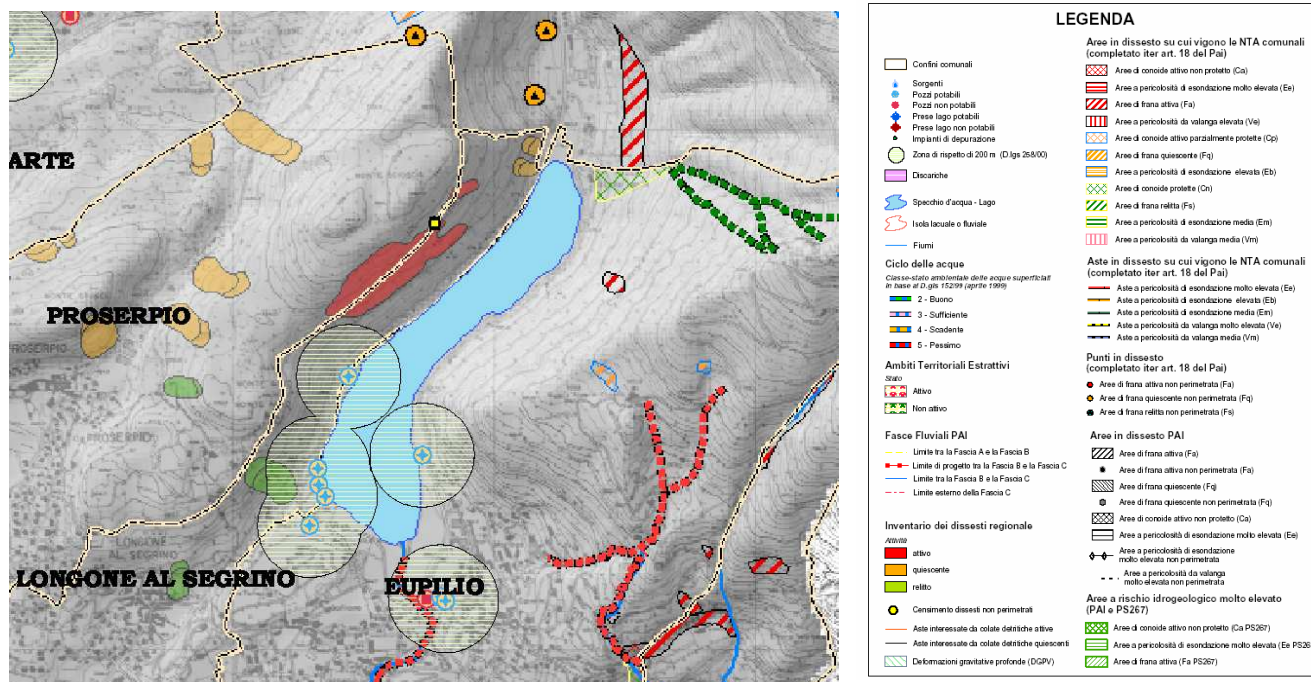 ARTE
PROSERPIO
PROSERPIO
PROSERPIO
LONGONE
AL SEGRINO
LONGONE AL SEGRINO
EUPILIO
LEGENDA
Confini comunali
Sorgenti
Pozzi potabili
Pozzi non potabili
Prese lago potabili
Prese lago non potabili
Impianti di depurazione
Zona di rispetto di 200 m (D.lgs 258/00)
Discariche
Specchio d'acqua - Lago
Isola lacuale o fluviale
Fiumi
Ciclo delle acque
Classe-stato ambientale delle acque superficiali
in base al D.gls 152/99 (aprile 1999)
2 - Buono
3 - Sufficiente
4 - Scadente
5 - Pessimo
Ambiti Territoriali Estrattivi
Stato
Attivo
Non attivo
Fasce Fluviali PAI
Limite tra la Fascia A e la Fascia B
Limite di progetto tra la Fascia B e la Fascia C
Limite tra la Fascia B e la Fascia C
Limite esterno della Fascia C
Inventario dei dissesti regionale
Attività
attivo
quiescente
relitto
Censimento dissesti non perimetrati
Aste interessate da colate detritiche attive
Aste interessate da colate detritiche quiescenti
Deformazioni gravitative profonde (DGPV)
Aree in dissesto su cui vigono le NTA comunali
(completato iter art. 18 del Pai)
Aree di conoide attivo non protetto (Ca)
Aree a pericolosità di esondazione molto elevata (Ee)
Aree di frana attiva (Fa)
Aree a pericolosità da valanga elevata (Ve)
Aree di conoide attivo parzialmente protette (Cp)
Aree di frana quiescente (Fq)
Aree a pericolosità di esondazione elevata (Eb)
Aree di conoide protette (Cn)
Aree di frana relitta (Fs)
Aree a pericolosità di esondazione media (Em)
Aree a pericolosità da valanga media (Vm)
Aste in dissesto su cui vigono le NTA comunali
(completato iter art. 18 del Pai)
Aste a pericolosità di esondazione molto elevata (Ee)
Aste a pericolosità di esondazione elevata (Eb)
Aste a pericolosità di esondazione media (Em)
Aste a pericolosità da valanga molto elevata (Ve)
Aste a pericolosità da valanga media (Vm)
Punti in dissesto
(completato iter art. 18 del Pai)
Aree di frana attiva non perimetrata (Fa)
Aree di frana quiescente non perimetrata (Fq)
Aree di frana relitta non perimetrata (Fs)
Aree in dissesto PAI
Aree di frana attiva (Fa)
Aree di frana attiva non perimetrata (Fa)
Aree di frana quiescente (Fq)
Aree di frana quiescente non perimetrata (Fq)
Aree di conoide attivo non protetto (Ca)
Aree a pericolosità di esondazione molto elevata (Ee)
Aree a pericolosità di esondazione
molto elevata non perimetrata
Aree a pericolosità da valanga
molto elevata non perimetrata
Aree a rischio idrogeologico molto elevato
(PAI e PS267)
Aree di conoide attivo non protetto (Ca PS267)
Aree a pericolosità di esondazione molto elevata (Ee PS26
Aree di frana attiva (Fa PS267)